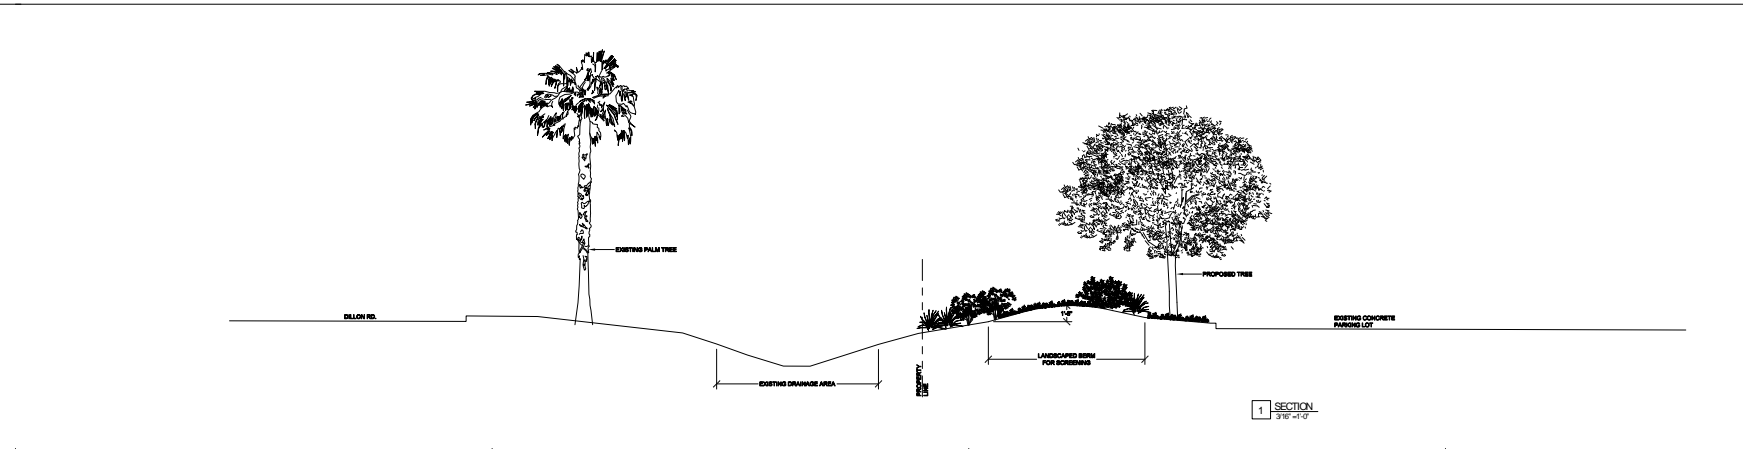 EXISTING PALM TREE
PROPOSED TREE
DILLON RD.
1'-6"
EXISTING CONCRETE
PARKING LOT
LANDSCAPED BERM
FOR SCREENING
EXISTING DRAINAGE AREA
PROPERTY
LINE
1
SECTION
3/16" =1'-0"